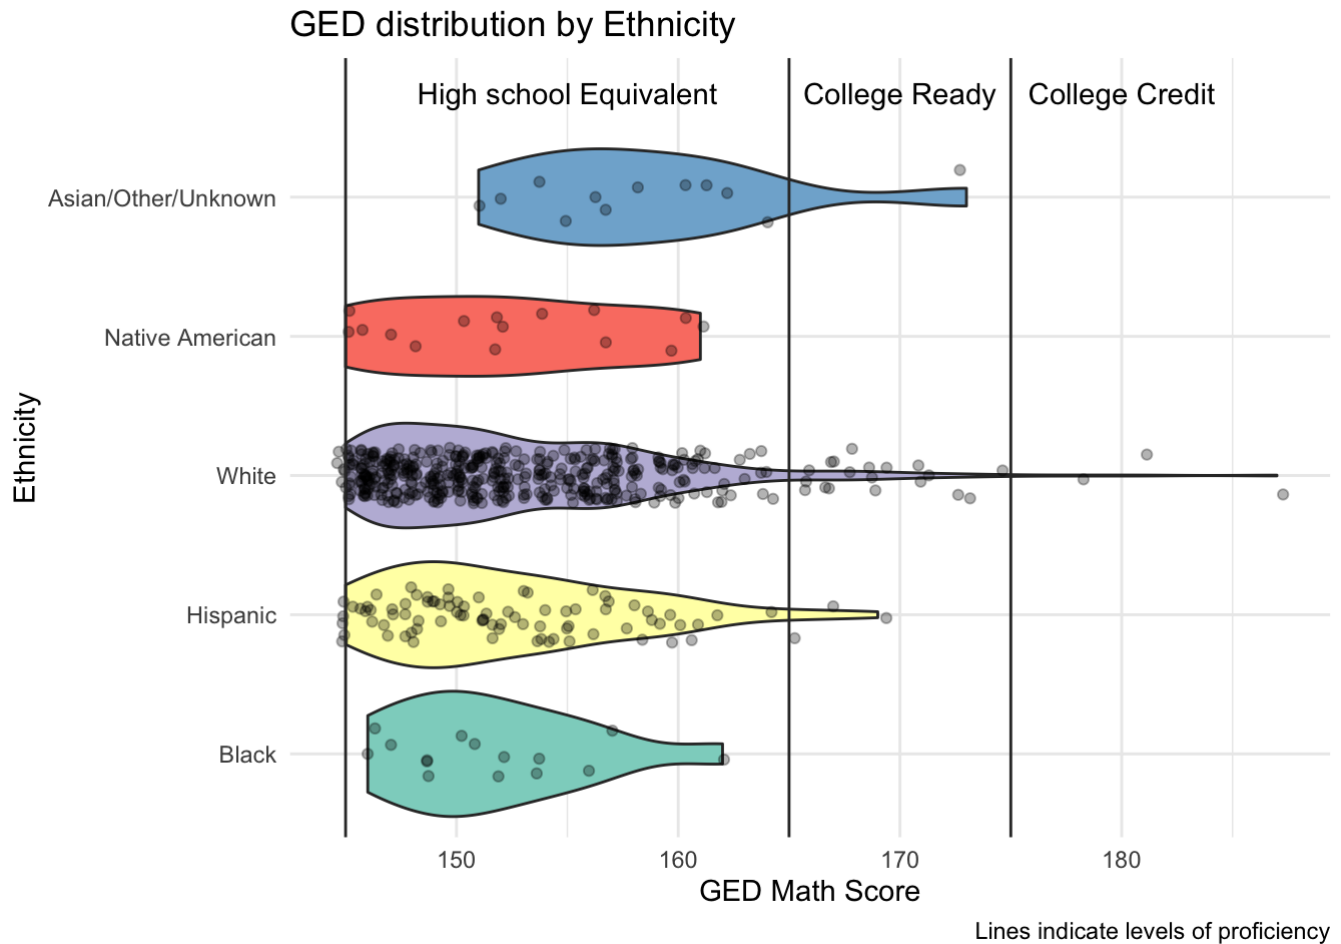 GED distribution by Ethnicity
High school Equivalent
College Ready
College Credit
Asian/Other/Unknown
Native American
White
Hispanic
Black
Ethnicity
150
160
170
180
GED Math Score
Lines indicate levels of proficiency